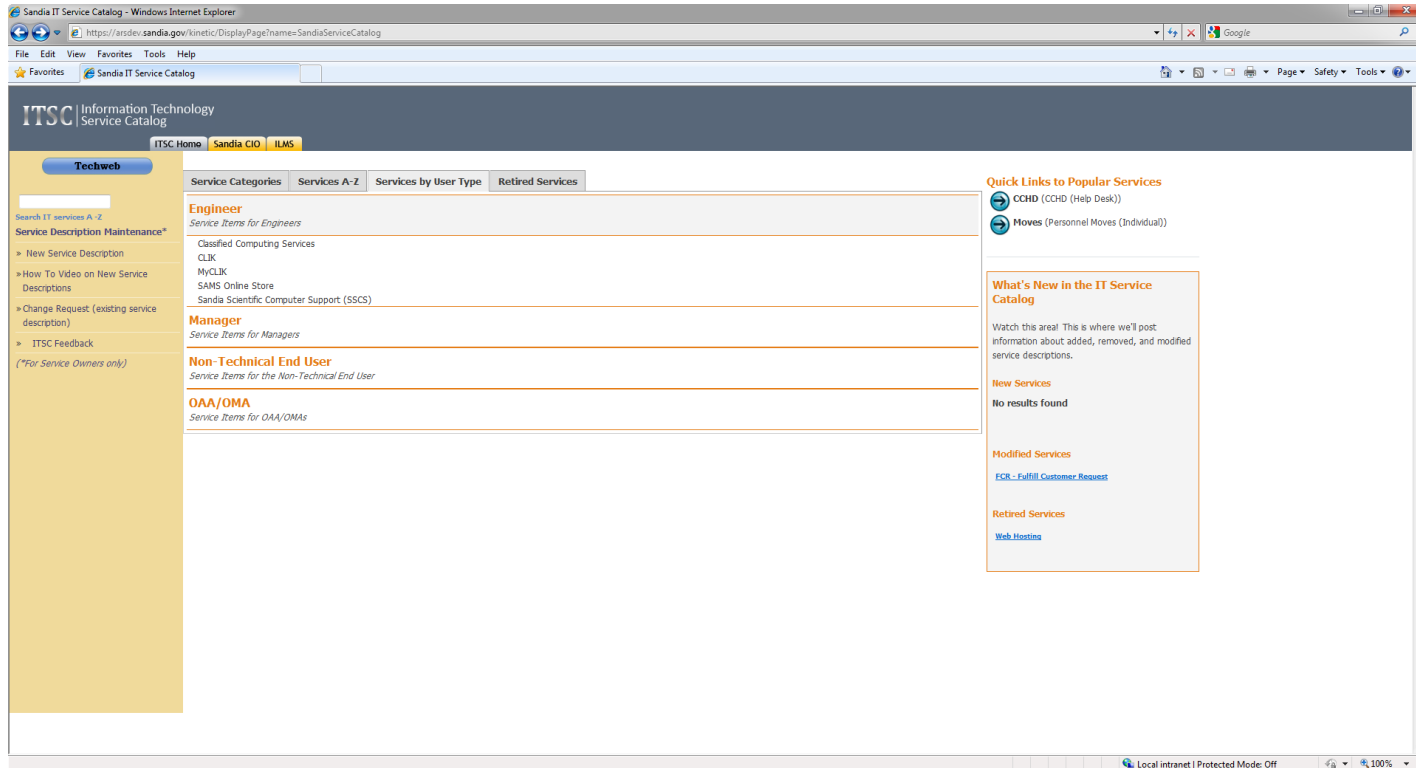 Sandia IT Service Catalog - Windows Internet Explorer
https://arsdev.sandia.gov/kinetic/DisplayPage?name=SandiaServiceCatalog
Google
File Edit View Favorites Tools Help
Favorites Sandia IT Service Catalog
Page Safety Tools
ITSC Information Technology
Service Catalog
ITSC Home Sandia CIO ILMS
Techweb
Search IT services A -Z
Service Description Maintenance*
» New Service Description
» How To Video on New Service
Descriptions
» Change Request (existing service
description)
» ITSC Feedback
(*For Service Owners only)
Service Categories Services A-Z Services by User Type Retired Services
Engineer
Service Items for Engineers
Classified Computing Services
CLIK
MyCLIK
SAMS Online Store
Sandia Scientific Computer Support (SSCS)
Manager
Service Items for Managers
Non-Technical End User
Service Items for the Non-Technical End User
OAA/OMA
Service Items for OAA/OMAs
Quick Links to Popular Services
CCHD (CCHD (Help Desk))
Moves (Personnel Moves (Individual))
What's New in the IT Service
Catalog
Watch this area! This is where we'll post
information about added, removed, and modified
service descriptions.
New Services
No results found
Modified Services
FCR - Fulfill Customer Request
Retired Services
Web Hosting
Local intranet | Protected Mode: Off
100%